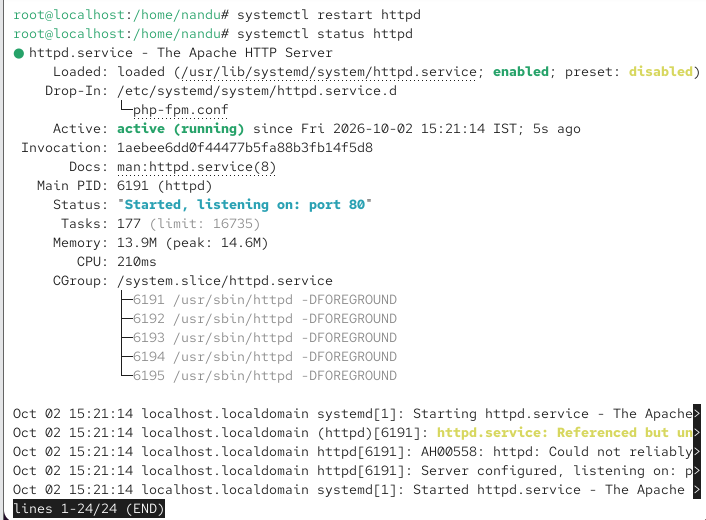 root@localhost:/home/nandu# systemctl restart httpd
root@localhost:/home/nandu# systemctl status httpd
● httpd.service - The Apache HTTP Server
     Loaded: loaded (/usr/lib/systemd/system/httpd.service; enabled; preset: disabled)
    Drop-In: /etc/systemd/system/httpd.service.d
             └─php-fpm.conf
     Active: active (running) since Fri 2026-10-02 15:21:14 IST; 5s ago
 Invocation: 1aebee6dd0f44477b5fa88b3fb14f5d8
       Docs: man:httpd.service(8)
   Main PID: 6191 (httpd)
     Status: "Started, listening on: port 80"
      Tasks: 177 (limit: 16735)
     Memory: 13.9M (peak: 14.6M)
        CPU: 210ms
     CGroup: /system.slice/httpd.service
             ├─6191 /usr/sbin/httpd -DFOREGROUND
             ├─6192 /usr/sbin/httpd -DFOREGROUND
             ├─6193 /usr/sbin/httpd -DFOREGROUND
             ├─6194 /usr/sbin/httpd -DFOREGROUND
             └─6195 /usr/sbin/httpd -DFOREGROUND
Oct 02 15:21:14 localhost.localdomain systemd[1]: Starting httpd.service - The Apache>
Oct 02 15:21:14 localhost.localdomain (httpd)[6191]: httpd.service: Referenced but un>
Oct 02 15:21:14 localhost.localdomain httpd[6191]: AH00558: httpd: Could not reliably>
Oct 02 15:21:14 localhost.localdomain httpd[6191]: Server configured, listening on: p>
Oct 02 15:21:14 localhost.localdomain systemd[1]: Started httpd.service - The Apache >
lines 1-24/24 (END)